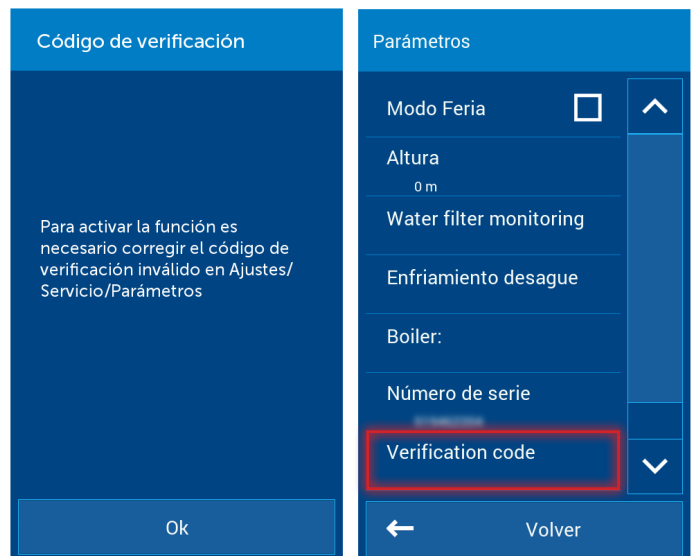 Código de verificación
Para activar la función es
necesario corregir el código de
verificación inválido en Ajustes/
Servicio/Parámetros
Ok
Parámetros
Modo Feria
Altura
0 m
Water filter monitoring
Enfriamiento desague
Boiler:
Número de serie
Verification code
Volver